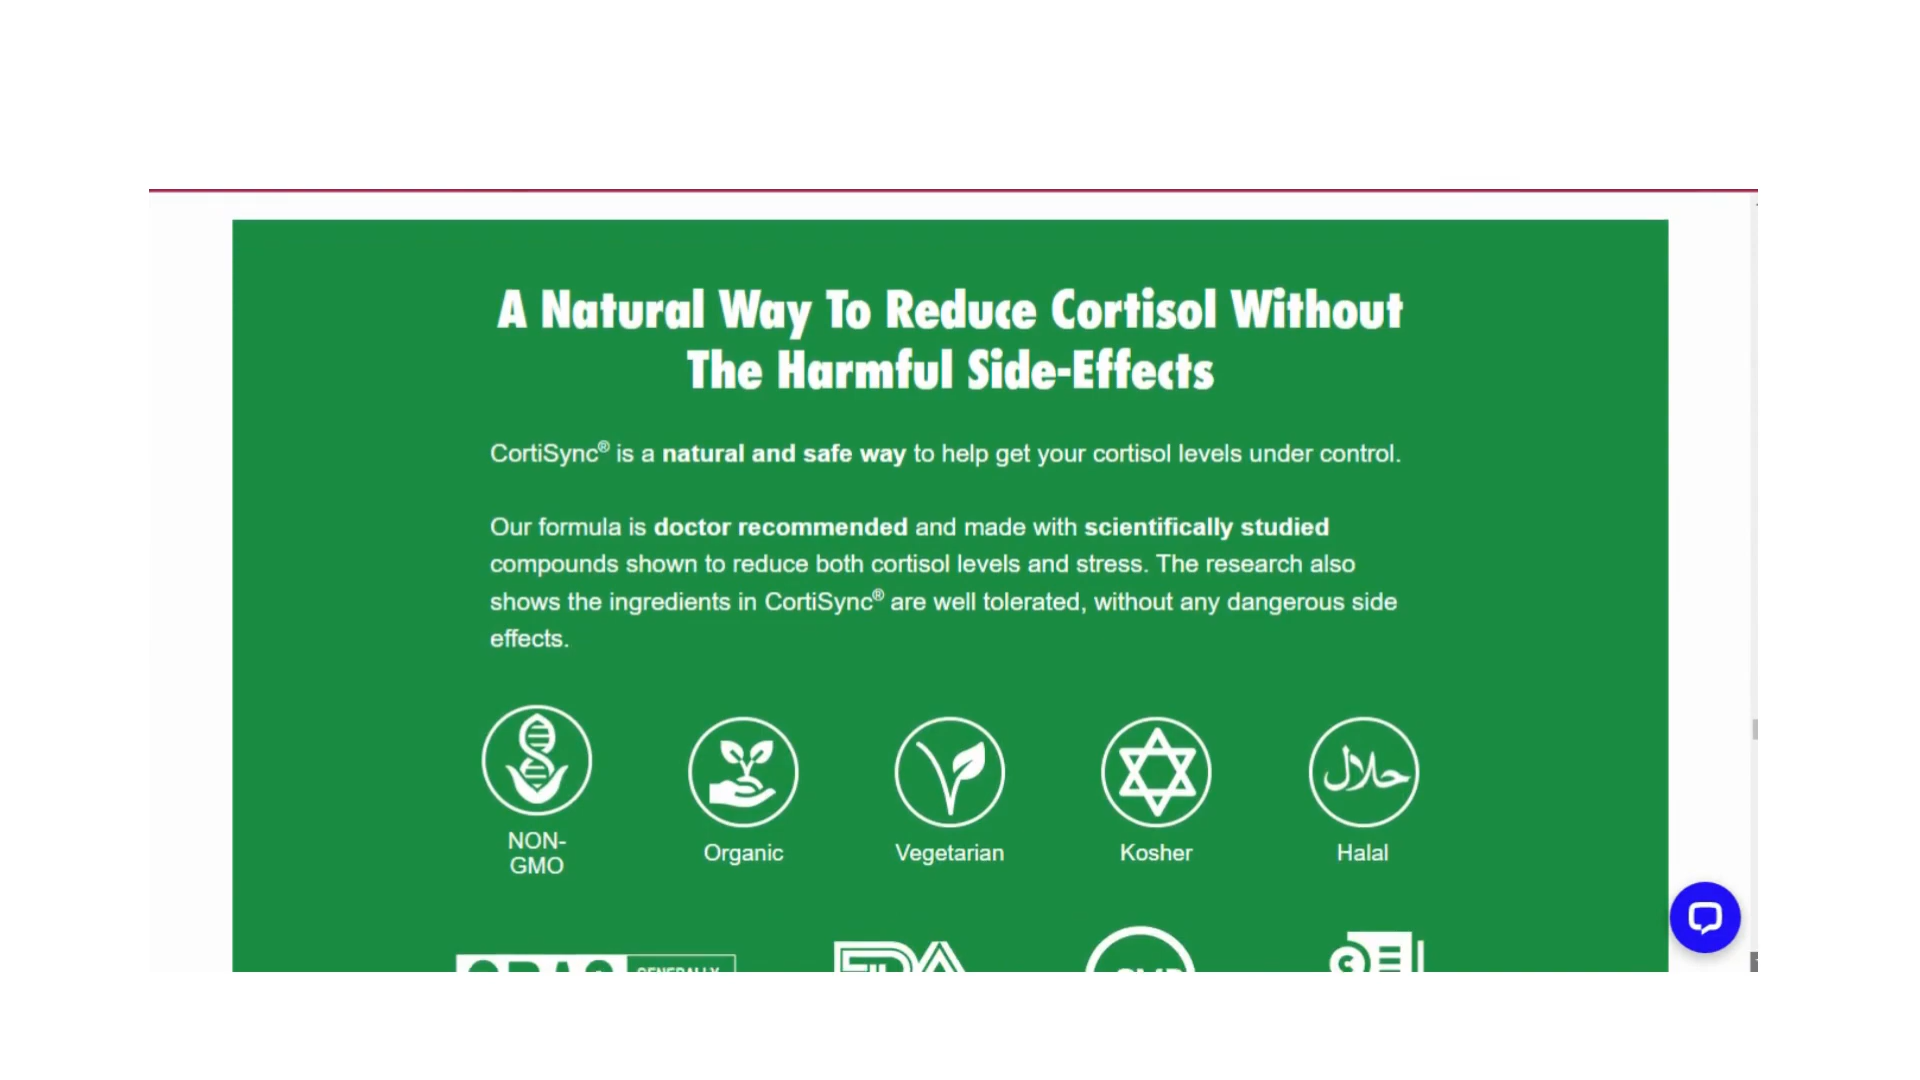 A Natural Way To Reduce Cortisol Without
The Harmful Side-Effects
CortiSync® is a natural and safe way to help get your cortisol levels under control.
Our formula is doctor recommended and made with scientifically studied
compounds shown to reduce both cortisol levels and stress. The research also
shows the ingredients in CortiSync® are well tolerated, without any dangerous side
effects.
حلال
NON-
GMO
Organic
Vegetarian
Kosher
Halal